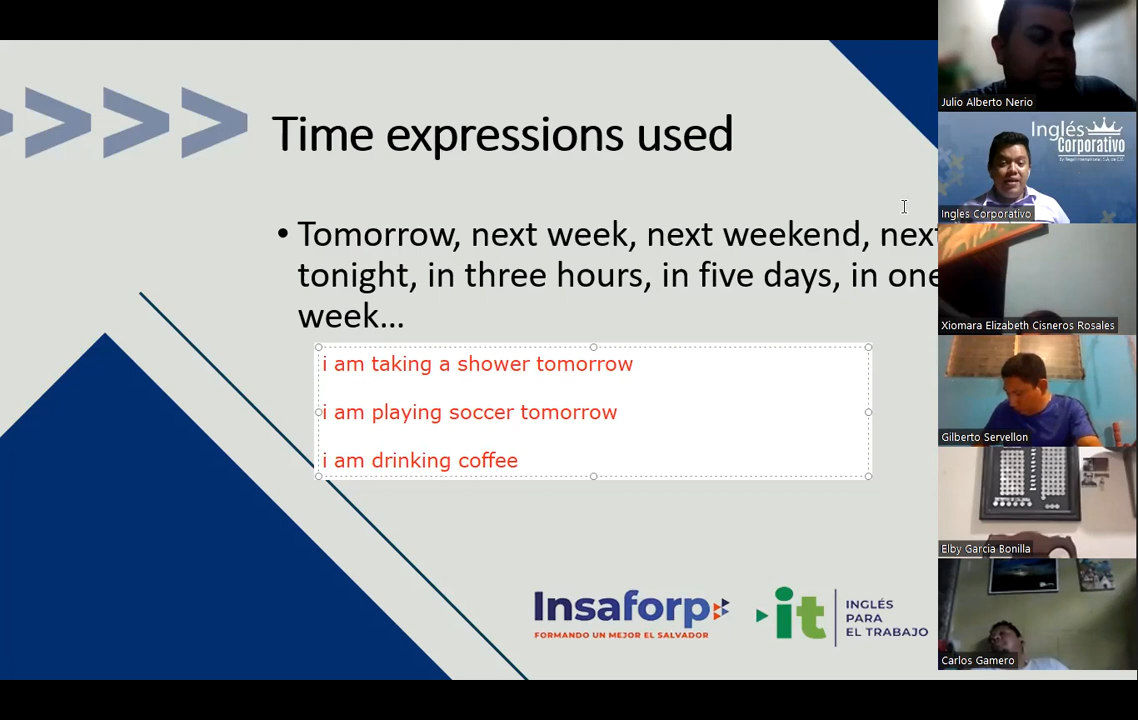 Time expressions used
• Tomorrow, next week, next weekend, next
tonight, in three hours, in five days, in one
week...
i am taking a shower tomorrow
i am playing soccer tomorrow
i am drinking coffee
Insaforp
FORMANDO UN MEJOR EL SALVADOR
it
INGLÉS
PARA
EL TRABAJO
Julio Alberto Nerio
Inglés
Corporativo
Ingles Corporativo
Xiomara Elizabeth Cisneros Rosales
Gilberto Servellon
Elby Garcia Bonilla
Carlos Gamero